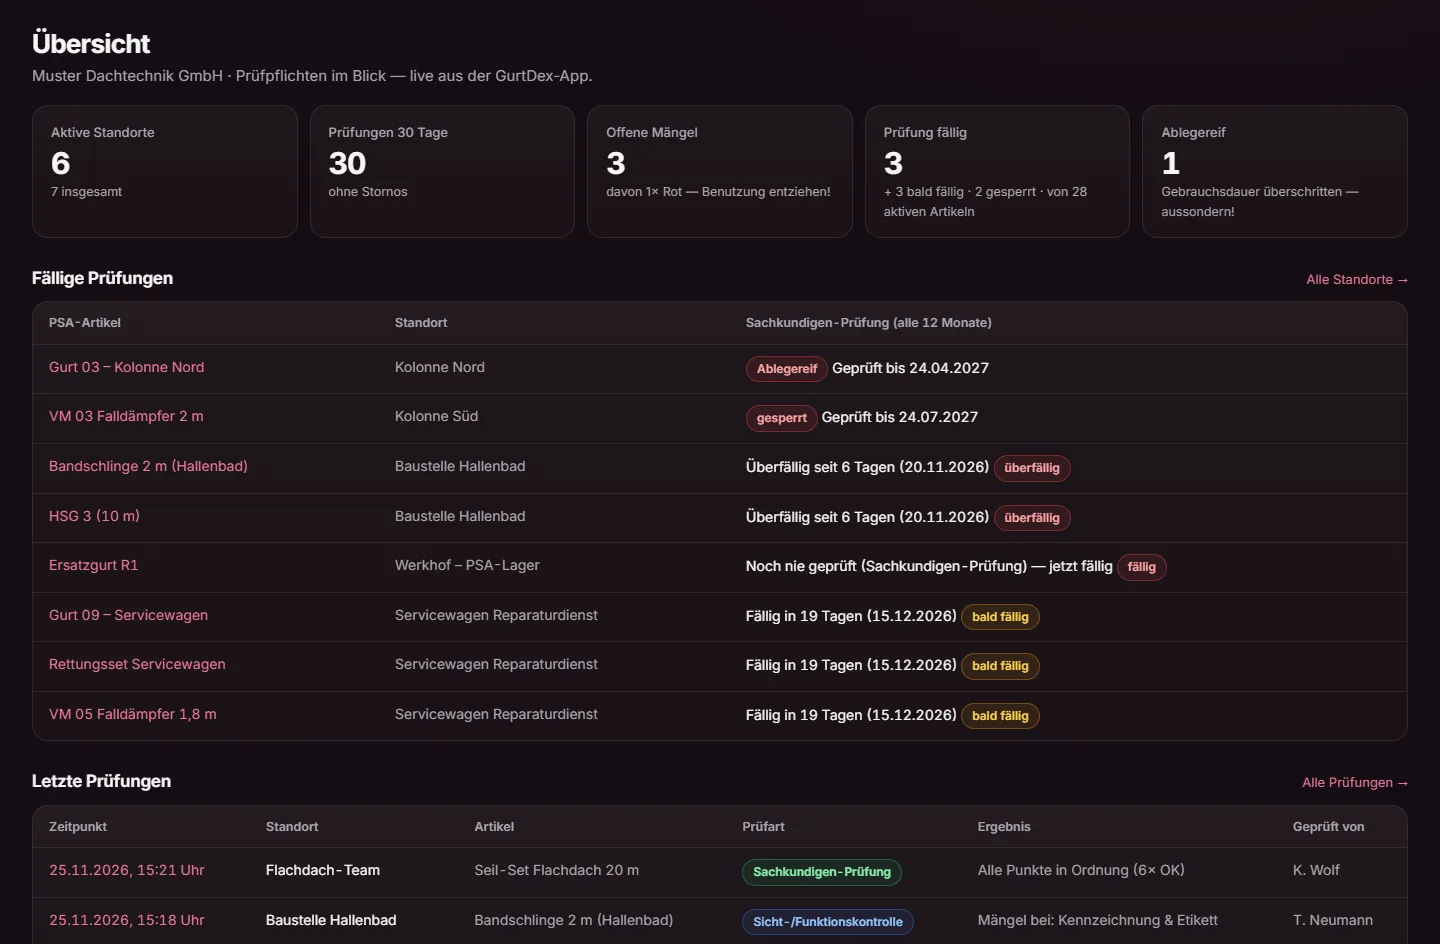 Übersicht
Muster Dachtechnik GmbH · Prüfpflichten im Blick — live aus der GurtDex-App.
Aktive Standorte
6
7 insgesamt
Prüfungen 30 Tage
30
ohne Stornos
Offene Mängel
3
davon 1× Rot — Benutzung entziehen!
Prüfung fällig
3
+ 3 bald fällig · 2 gesperrt · von 28
aktiven Artikeln
Ablegereif
1
Gebrauchsdauer überschritten —
aussondern!
Fällige Prüfungen
Alle Standorte →
PSA-Artikel Standort Sachkundigen-Prüfung (alle 12 Monate)
Gurt 03 – Kolonne Nord Kolonne Nord Ablegereif Geprüft bis 24.04.2027
VM 03 Falldämpfer 2 m Kolonne Süd gesperrt Geprüft bis 24.07.2027
Bandschlinge 2 m (Hallenbad) Baustelle Hallenbad Überfällig seit 6 Tagen (20.11.2026) überfällig
HSG 3 (10 m) Baustelle Hallenbad Überfällig seit 6 Tagen (20.11.2026) überfällig
Ersatzgurt R1 Werkhof – PSA-Lager Noch nie geprüft (Sachkundigen-Prüfung) — jetzt fällig fällig
Gurt 09 – Servicewagen Servicewagen Reparaturdienst Fällig in 19 Tagen (15.12.2026) bald fällig
Rettungsset Servicewagen Servicewagen Reparaturdienst Fällig in 19 Tagen (15.12.2026) bald fällig
VM 05 Falldämpfer 1,8 m Servicewagen Reparaturdienst Fällig in 19 Tagen (15.12.2026) bald fällig
Letzte Prüfungen
Alle Prüfungen →
Zeitpunkt Standort Artikel Prüfart Ergebnis Geprüft von
25.11.2026, 15:21 Uhr Flachdach-Team Seil-Set Flachdach 20 m Sachkundigen-Prüfung Alle Punkte in Ordnung (6× OK) K. Wolf
25.11.2026, 15:18 Uhr Baustelle Hallenbad Bandschlinge 2 m (Hallenbad) Sicht-/Funktionskontrolle Mängel bei: Kennzeichnung & Etikett T. Neumann